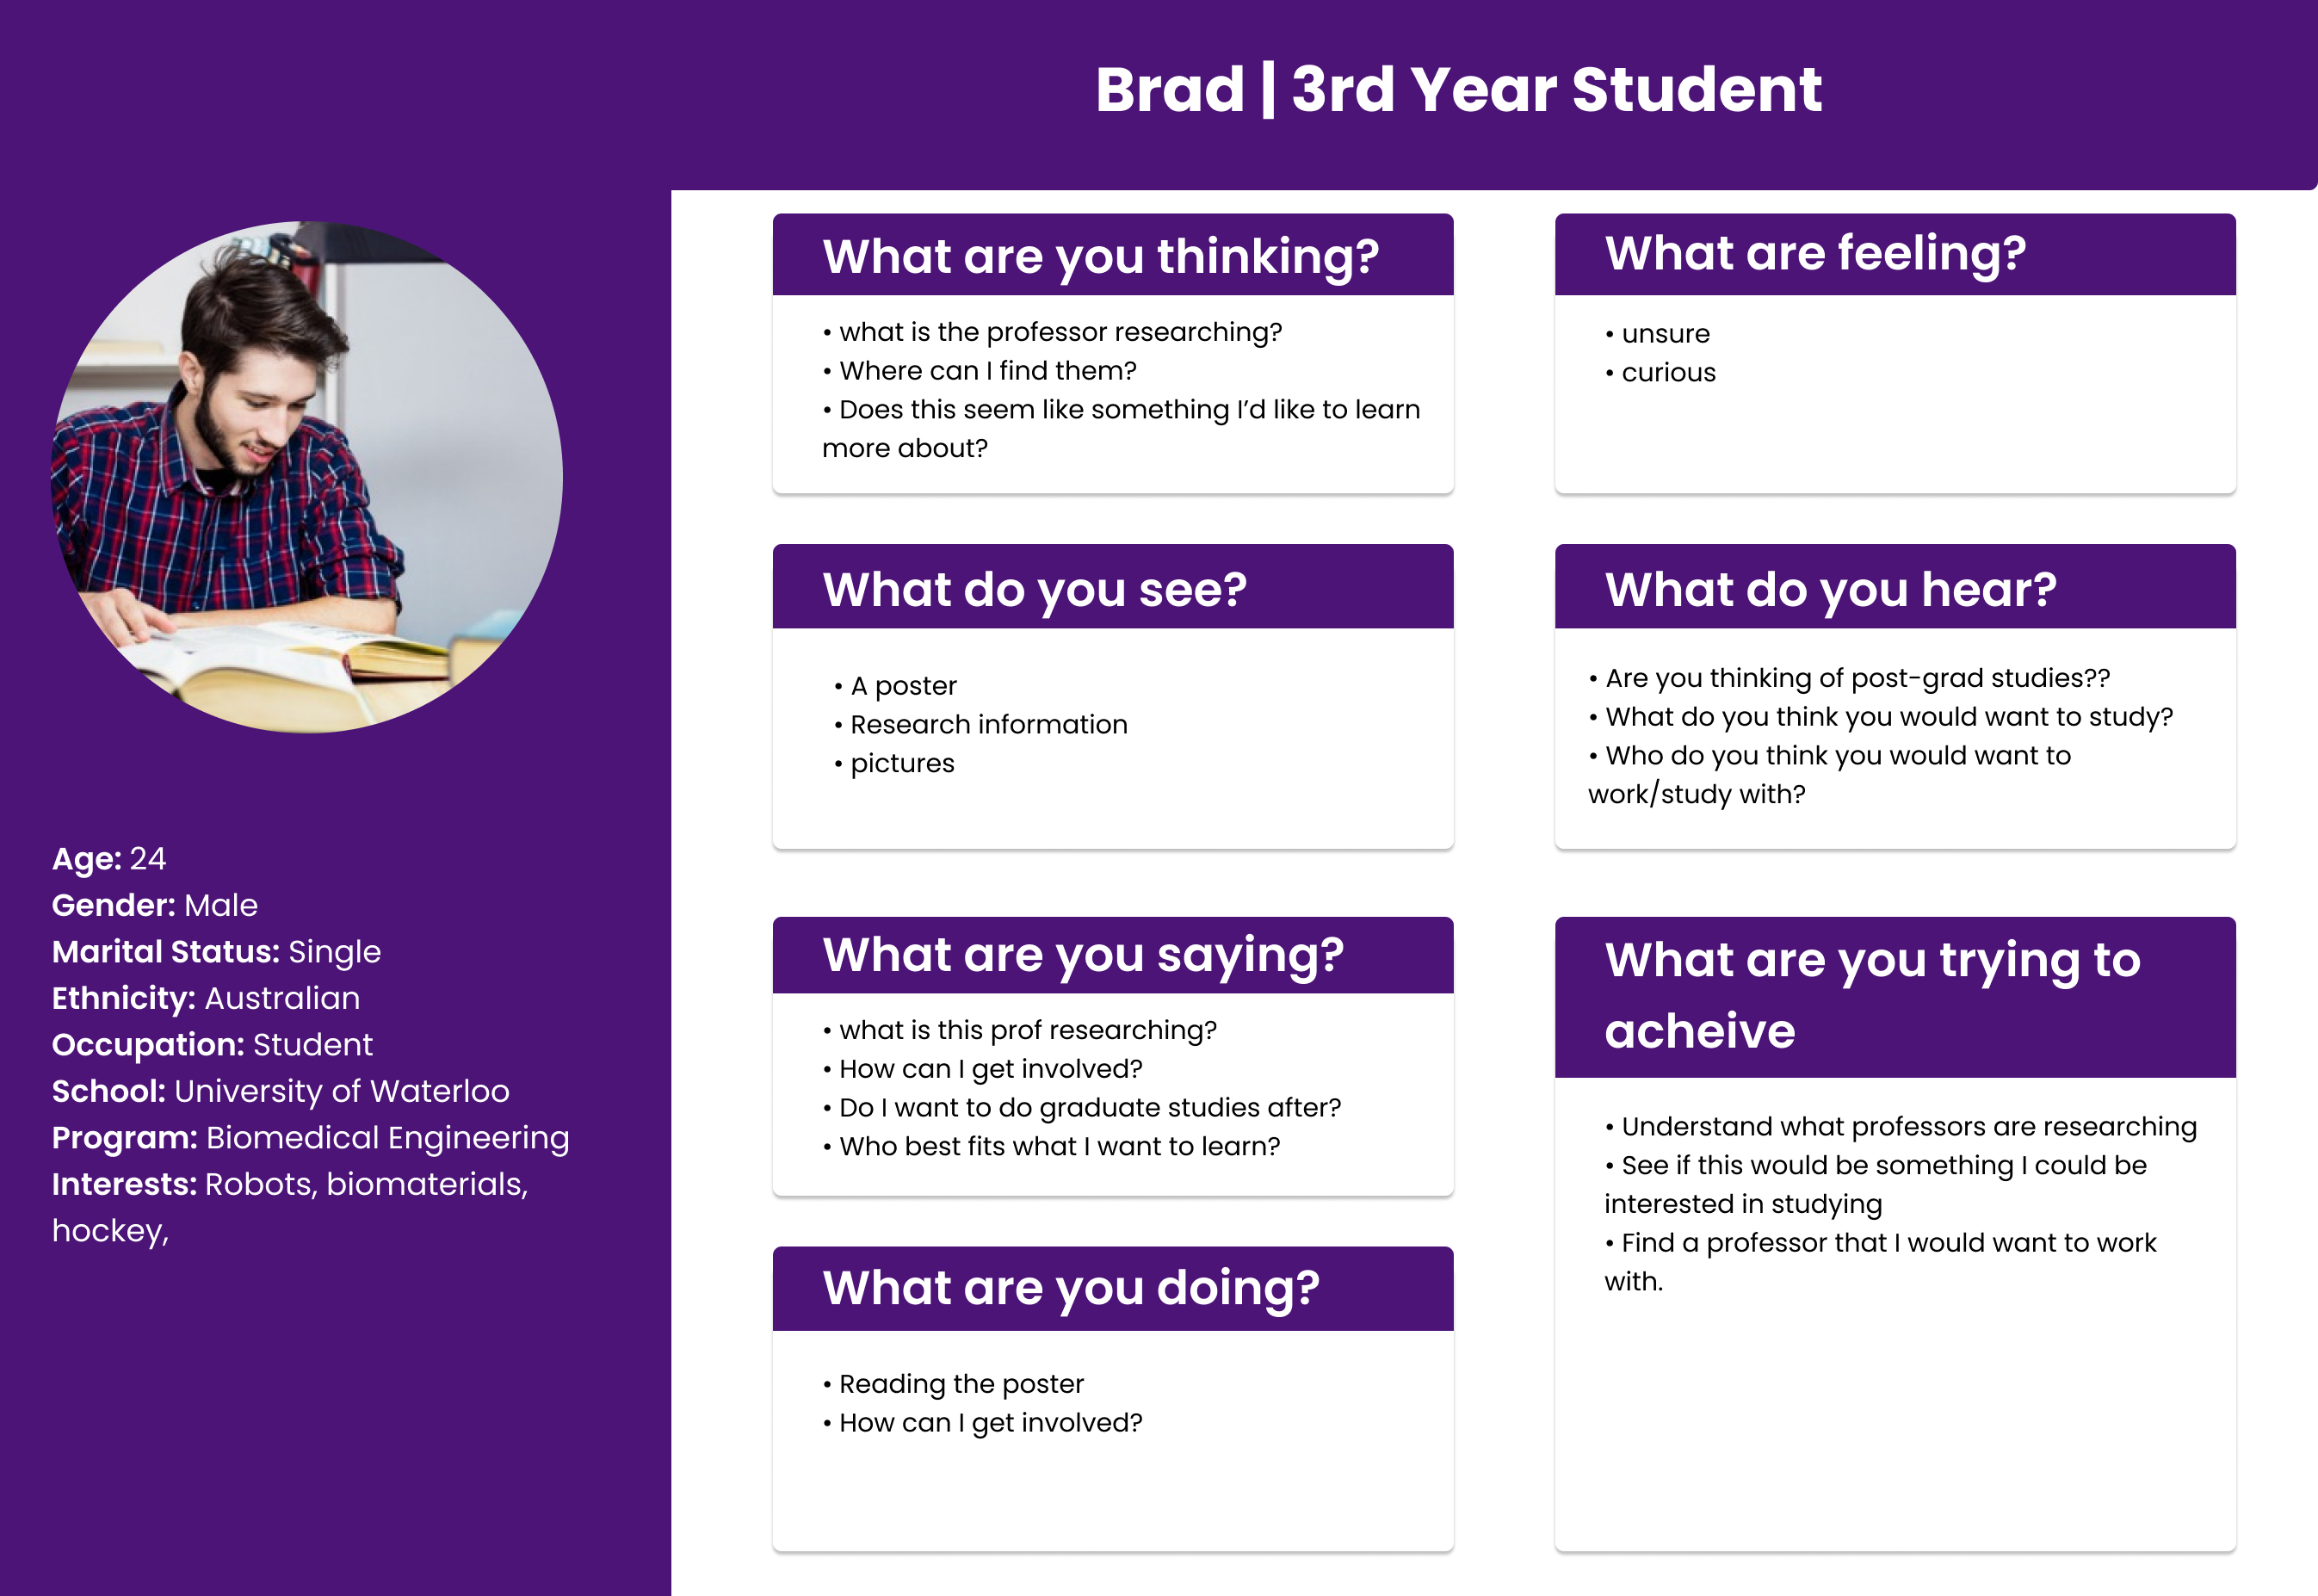 Brad | 3rd Year Student
Age: 24
Gender: Male
Marital Status: Single
Ethnicity: Australian
Occupation: Student
School: University of Waterloo
Program: Biomedical Engineering
Interests: Robots, biomaterials,
hockey,
What are you thinking?
• what is the professor researching?
• Where can I find them?
• Does this seem like something I’d like to learn
more about?
What are feeling?
• unsure
• curious
What do you see?
• A poster
• Research information
• pictures
What do you hear?
• Are you thinking of post-grad studies??
• What do you think you would want to study?
• Who do you think you would want to
work/study with?
What are you saying?
• what is this prof researching?
• How can I get involved?
• Do I want to do graduate studies after?
• Who best fits what I want to learn?
What are you trying to
acheive
• Understand what professors are researching
• See if this would be something I could be
interested in studying
• Find a professor that I would want to work
with.
What are you doing?
• Reading the poster
• How can I get involved?